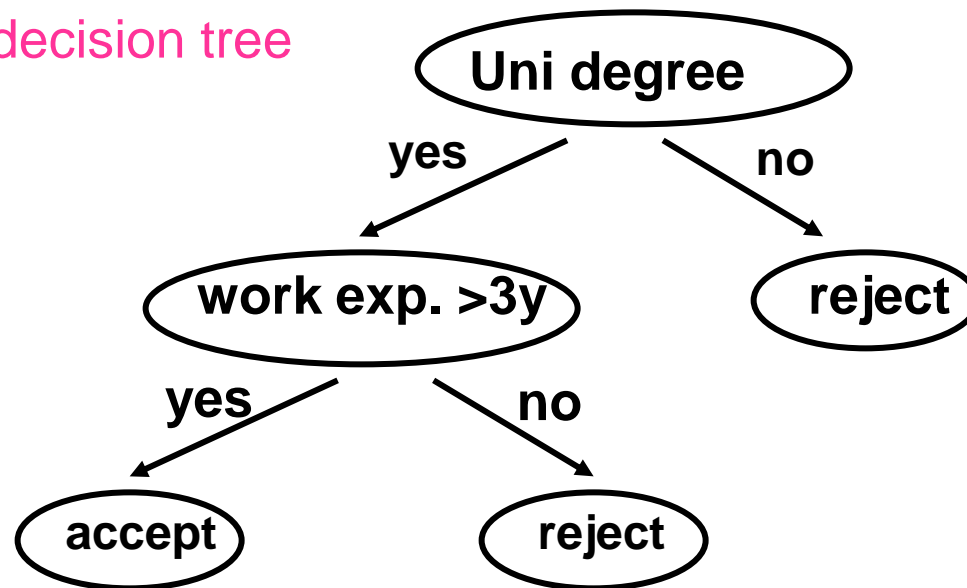 decision tree
Uni degree
yes
no
work exp. >3y
reject
yes
no
accept
reject